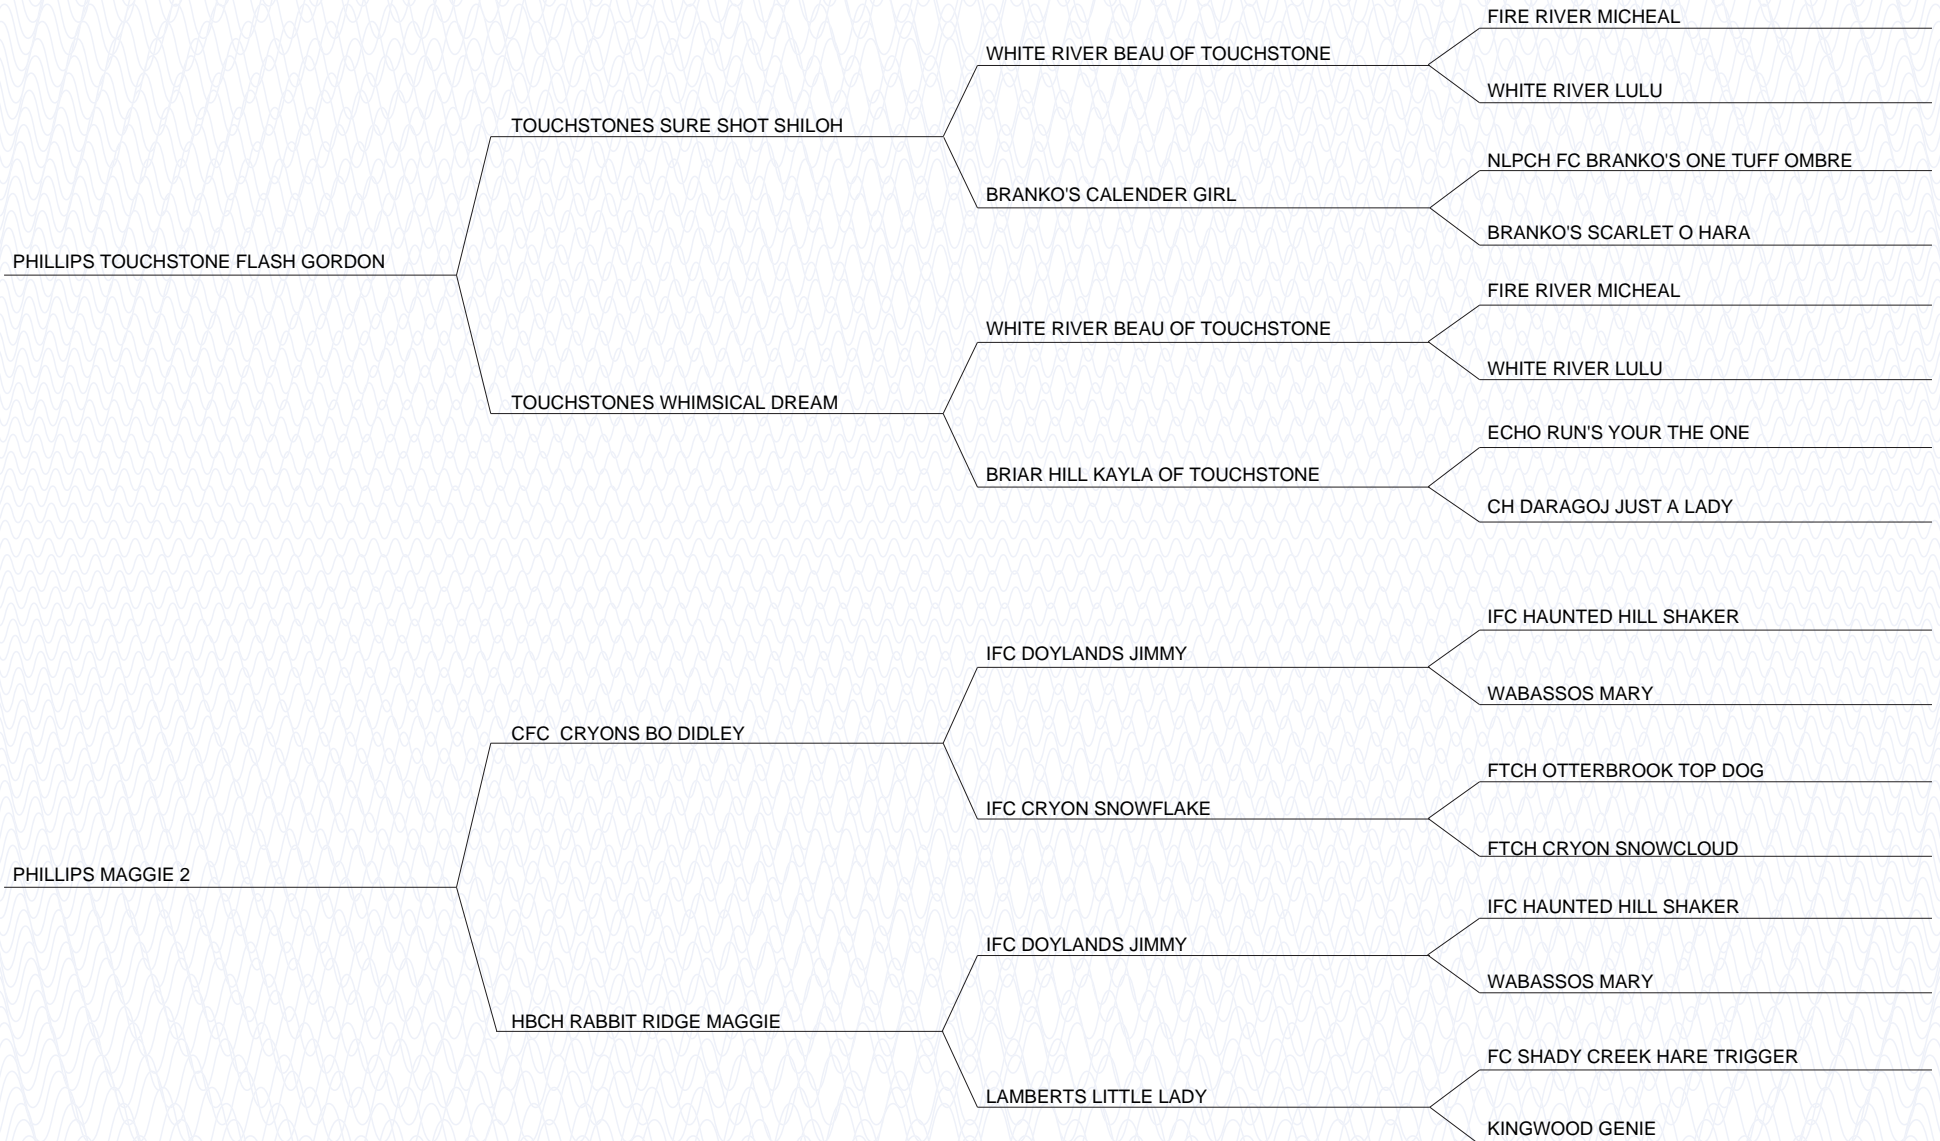 FIRE RIVER MICHEAL
WHITE RIVER BEAU OF TOUCHSTONE
WHITE RIVER LULU
TOUCHSTONES SURE SHOT SHILOH
NLPCH FC BRANKO'S ONE TUFF OMBRE
BRANKO'S CALENDER GIRL
BRANKO'S SCARLET O HARA
PHILLIPS TOUCHSTONE FLASH GORDON
FIRE RIVER MICHEAL
WHITE RIVER BEAU OF TOUCHSTONE
WHITE RIVER LULU
TOUCHSTONES WHIMSICAL DREAM
ECHO RUN'S YOUR THE ONE
BRIAR HILL KAYLA OF TOUCHSTONE
CH DARAGOJ JUST A LADY
IFC HAUNTED HILL SHAKER
IFC DOYLANDS JIMMY
WABASSOS MARY
CFC  CRYONS BO DIDLEY
FTCH OTTERBROOK TOP DOG
IFC CRYON SNOWFLAKE
FTCH CRYON SNOWCLOUD
PHILLIPS MAGGIE 2
IFC HAUNTED HILL SHAKER
IFC DOYLANDS JIMMY
WABASSOS MARY
HBCH RABBIT RIDGE MAGGIE
FC SHADY CREEK HARE TRIGGER
LAMBERTS LITTLE LADY
KINGWOOD GENIE